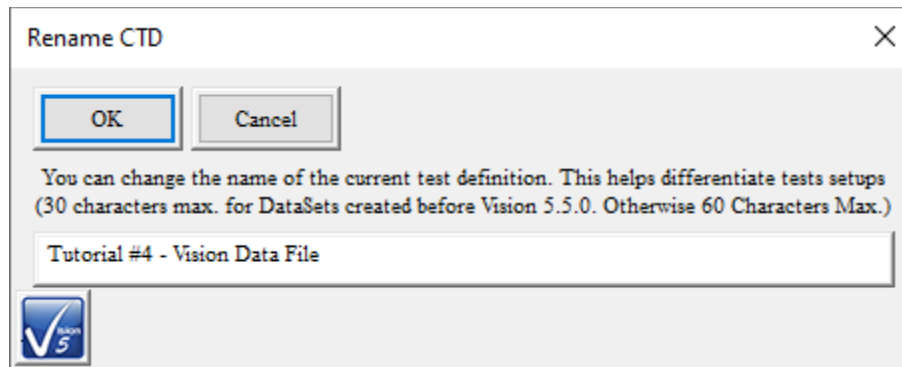 Rename CTD
OK
Cancel
You can change the name of the current test definition. This helps differentiate tests setups
(30 characters max. for DataSets created before Vision 5.5.0. Otherwise 60 Characters Max.)
Tutorial #4 - Vision Data File
Vision
5